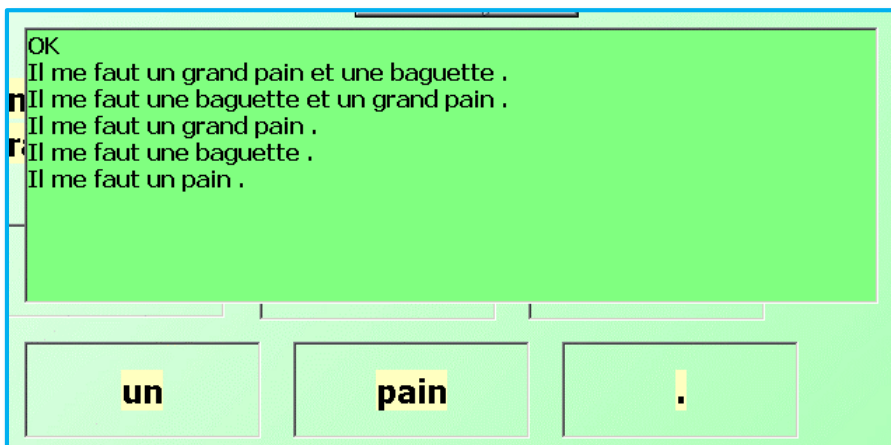 OK
Il me faut un grand pain et une baguette .
Il me faut une baguette et un grand pain .
Il me faut un grand pain .
Il me faut une baguette .
Il me faut un pain .
un pain .